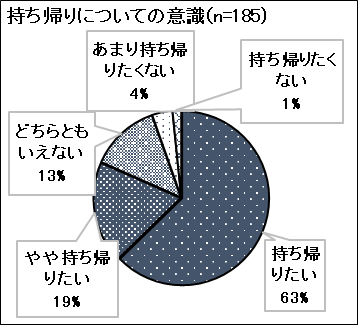 持ち帰りについての意識(n=185)
あまり持ち帰
りたくない
4%
持ち帰りたく
ない
1%
どちらとも
いえない
13%
やや持ち帰
りたい
19%
持ち帰
りたい
63%